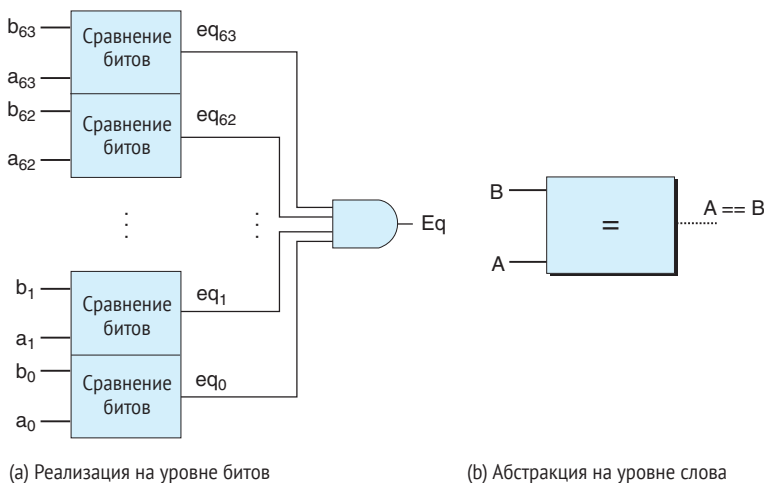 b63
Сравнение
битов
eq63
a63
b62
Сравнение
битов
eq62
a62
B
=
A == B
A
Eq
b1
Сравнение
битов
eq1
a1
b0
Сравнение
битов
eq0
a0
(a) Реализация на уровне битов
(b) Абстракция на уровне слова